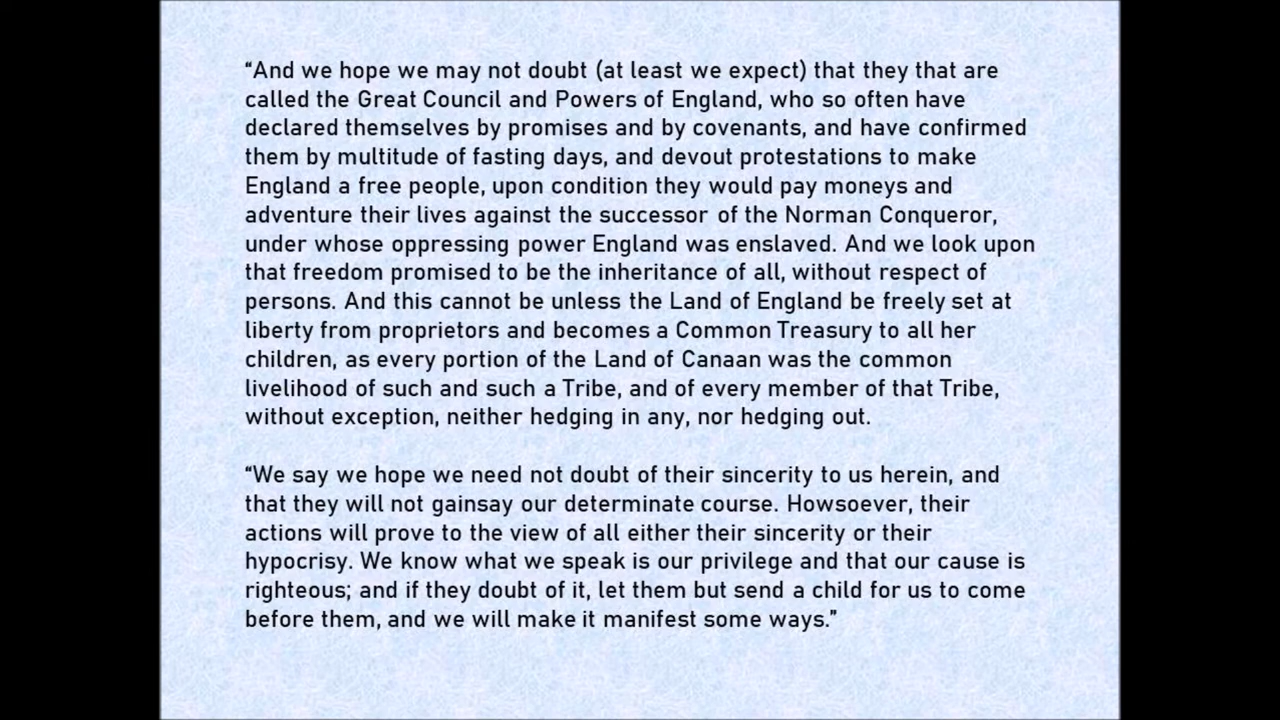 “And we hope we may not doubt (at least we expect) that they that are
called the Great Council and Powers of England, who so often have
declared themselves by promises and by covenants, and have confirmed
them by multitude of fasting days, and devout protestations to make
England a free people, upon condition they would pay moneys and
adventure their lives against the successor of the Norman Conqueror,
under whose oppressing power England was enslaved. And we look upon
that freedom promised to be the inheritance of all, without respect of
persons. And this cannot be unless the Land of England be freely set at
liberty from proprietors and becomes a Common Treasury to all her
children, as every portion of the Land of Canaan was the common
livelihood of such and such a Tribe, and of every member of that Tribe,
without exception, neither hedging in any, nor hedging out.
“We say we hope we need not doubt of their sincerity to us herein, and
that they will not gainsay our determinate course. Howsoever, their
actions will prove to the view of all either their sincerity or their
hypocrisy. We know what we speak is our privilege and that our cause is
righteous; and if they doubt of it, let them but send a child for us to come
before them, and we will make it manifest some ways.”